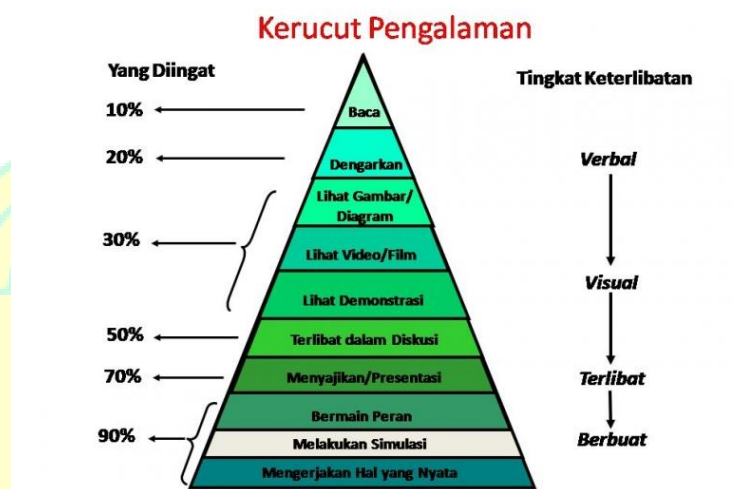 Kerucut Pengalaman
Yang Diingat
Tingkat Keterlibatan
10%
Baca
20%
Dengarkan
Verbal
Lihat Gambar/
Diagram
30%
Lihat Video/Film
Visual
Lihat Demonstrasi
50%
Terlibat dalam Diskusi
70%
Menyajikan/Presentasi
Terlibat
Bermain Peran
90%
Melakukan Simulasi
Berbuat
Mengerjakan Hal yang Nyata